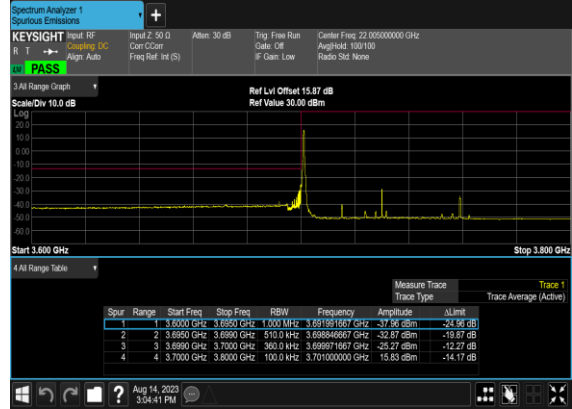 Spectrum Analyzer 1
Spurious Emissions
+
KEYSIGHT Input: RF Input Z: 50 Ω Atten: 30 dB Trig: Free Run Center Freq: 22.005000000 GHz
R T Coupling: DC Corr CCorr Gate: Off Avg|Hold: 100/100
Align: Auto Freq Ref: Int (S) IF Gain: Low Radio Std: None
PASS
3 All Range Graph
Ref Lvl Offset 15.87 dB
Scale/Div 10.0 dB Ref Value 30.00 dBm
Log
20.0
10.0
0.00
-10.0
-20.0
-30.0
-40.0
-50.0
-60.0
Start 3.600 GHz Stop 3.800 GHz
4 All Range Table
Measure Trace Trace 1
Trace Type Trace Average (Active)
Spur Range Start Freq Stop Freq RBW Frequency Amplitude ΔLimit
1 1 3.6000 GHz 3.6950 GHz 1.000 MHz 3.691991667 GHz -37.96 dBm -24.96 dB
2 2 3.6950 GHz 3.6990 GHz 510.0 kHz 3.698846667 GHz -32.87 dBm -19.87 dB
3 3 3.6990 GHz 3.7000 GHz 360.0 kHz 3.699971667 GHz -25.27 dBm -12.27 dB
4 4 3.7000 GHz 3.8000 GHz 100.0 kHz 3.701000000 GHz 15.83 dBm -14.17 dB
? Aug 14, 2023
3:04:41 PM